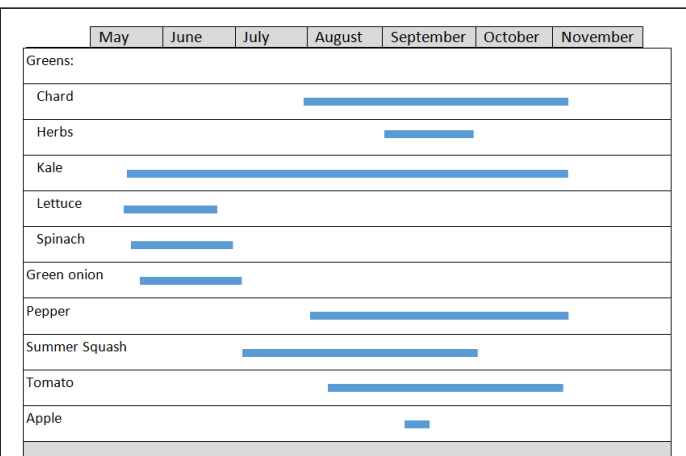 May June July August September October November
Greens:
Chard
Herbs
Kale
Lettuce
Spinach
Green onion
Pepper
Summer Squash
Tomato
Apple